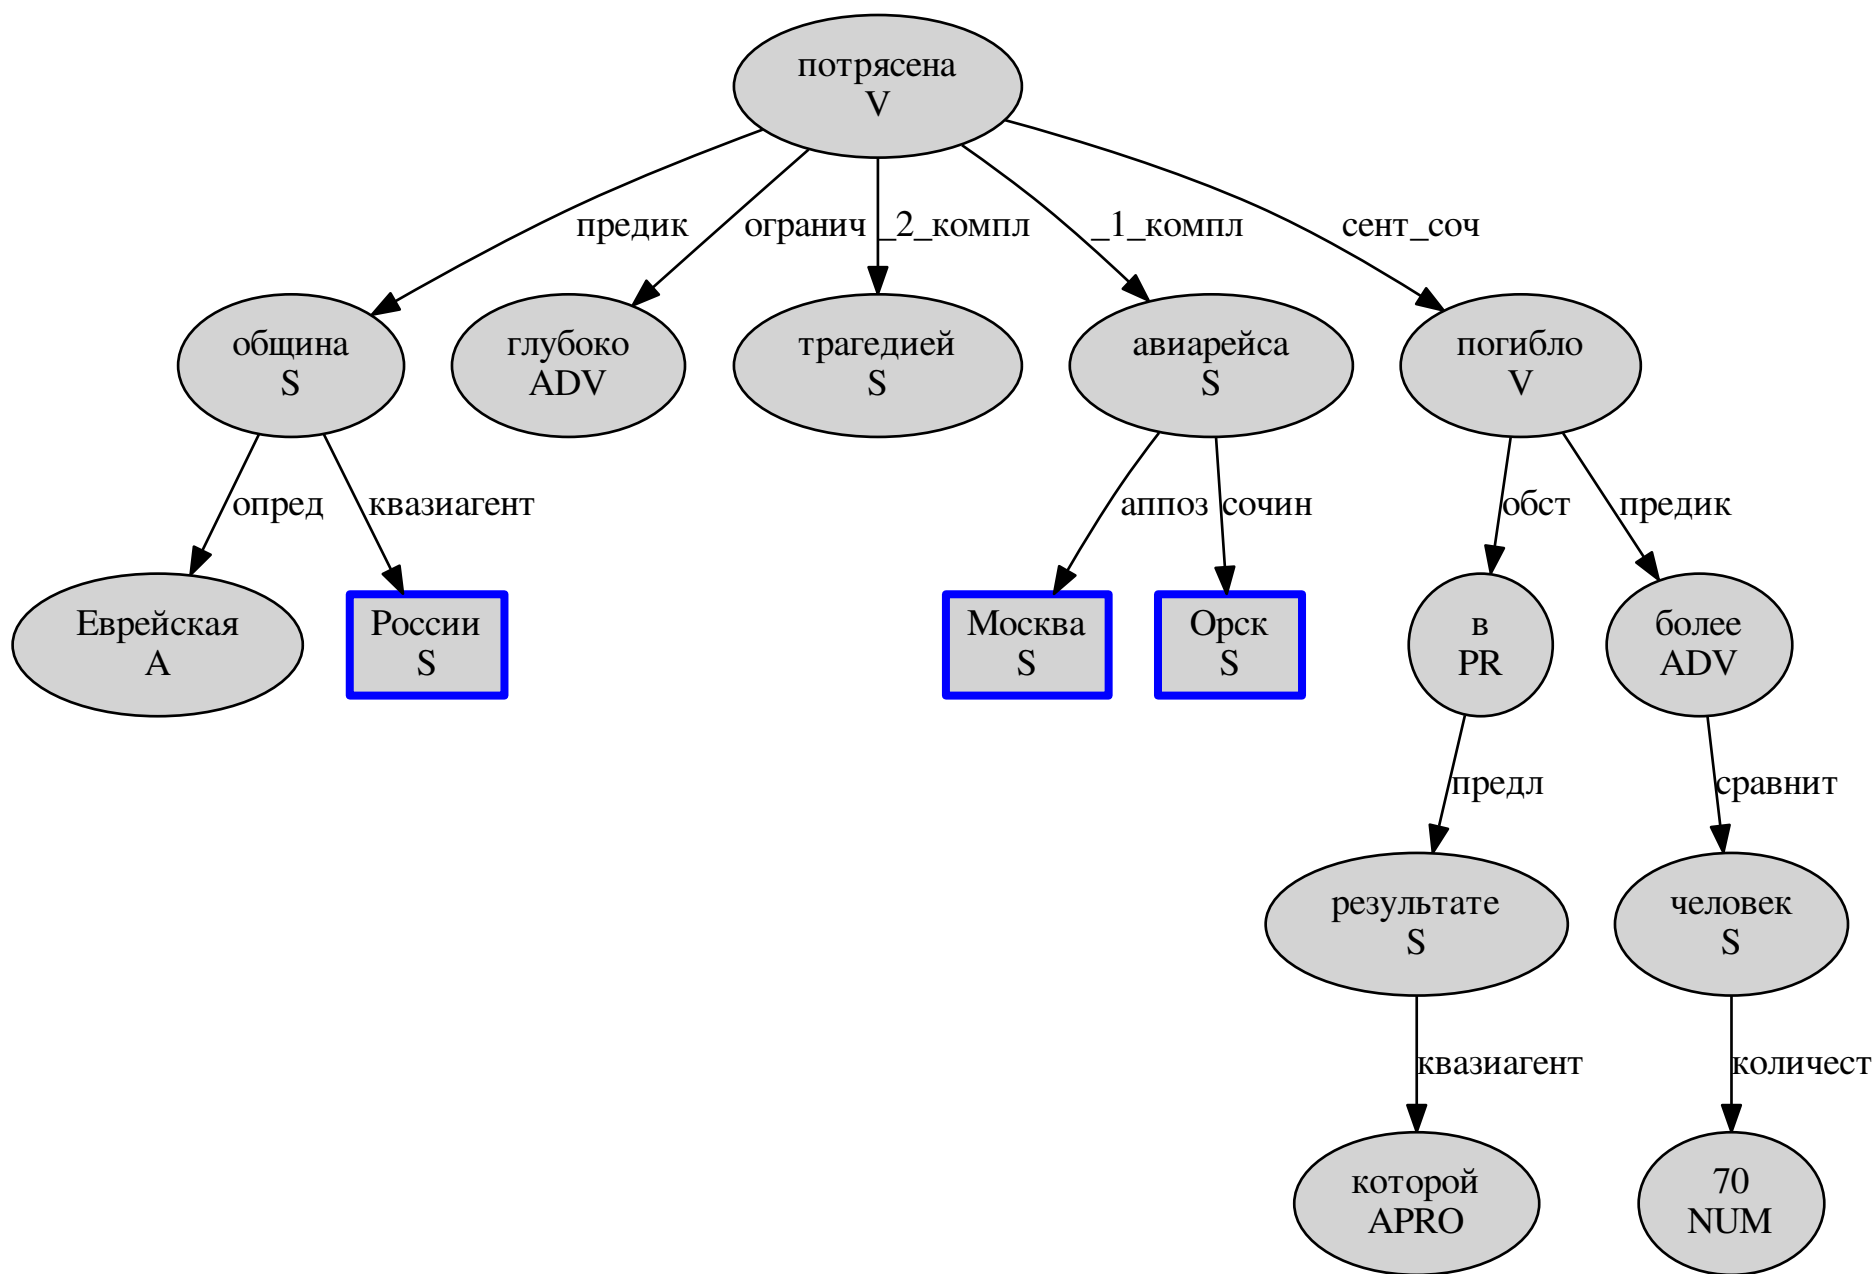 потрясена
V
предик
огранич
_2_компл
_1_компл
сент_соч
община
S
глубоко
ADV
трагедией
S
авиарейса
S
погибло
V
опред
квазиагент
аппоз
сочин
обст
предик
Еврейская
A
России
S
Москва
S
Орск
S
в
PR
более
ADV
предл
сравнит
результате
S
человек
S
квазиагент
количест
которой
APRO
70
NUM